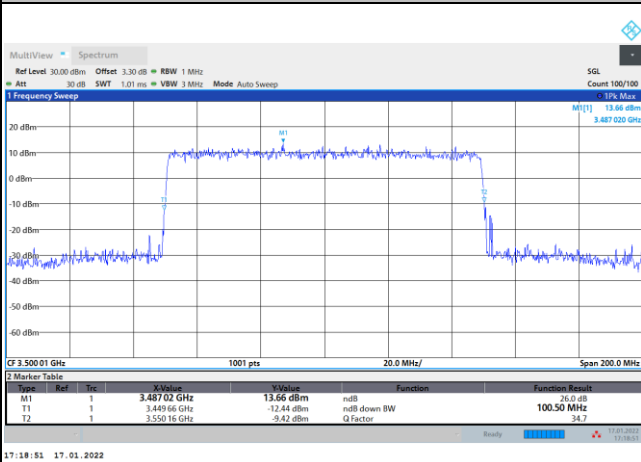 MultiView Spectrum
Ref Level 30.00 dBm Offset 3.30 dB RBW 1 MHz SGL
Att 30 dB SWT 1.01 ms VBW 3 MHz Mode Auto Sweep Count 100/100
1 Frequency Sweep 1Pk Max
M1[1] 13.66 dBm
3.487 020 GHz
M1
20 dBm
10 dBm
0 dBm
T1 T2
-10 dBm
-20 dBm
-30 dBm
-40 dBm
-50 dBm
-60 dBm
CF 3.500 01 GHz 1001 pts 20.0 MHz/ Span 200.0 MHz
2 Marker Table
Type Ref Trc X-Value Y-Value Function Function Result
M1 1 3.487 02 GHz 13.66 dBm ndB 26.0 dB
T1 1 3.449 66 GHz -12.44 dBm ndB down BW 100.50 MHz
T2 1 3.550 16 GHz -9.42 dBm Q Factor 34.7
Ready 17.01.2022
17:18:51
17:18:51 17.01.2022